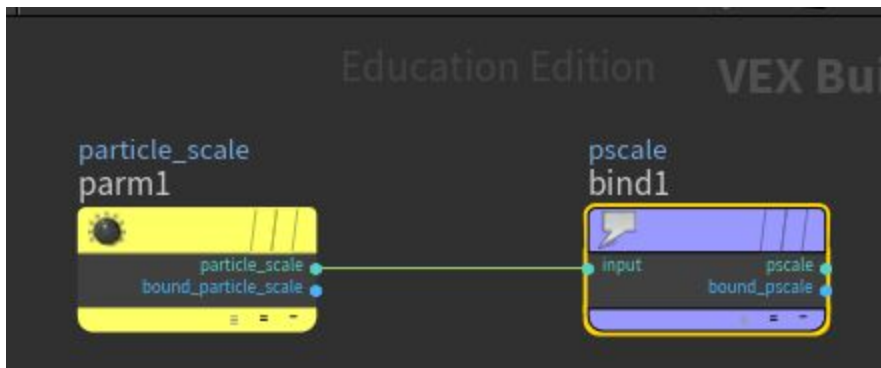 Education Edition
VEX Bui
particle_scale
parm1
particle_scale
bound_particle_scale
pscale
bind1
input
pscale
bound_pscale